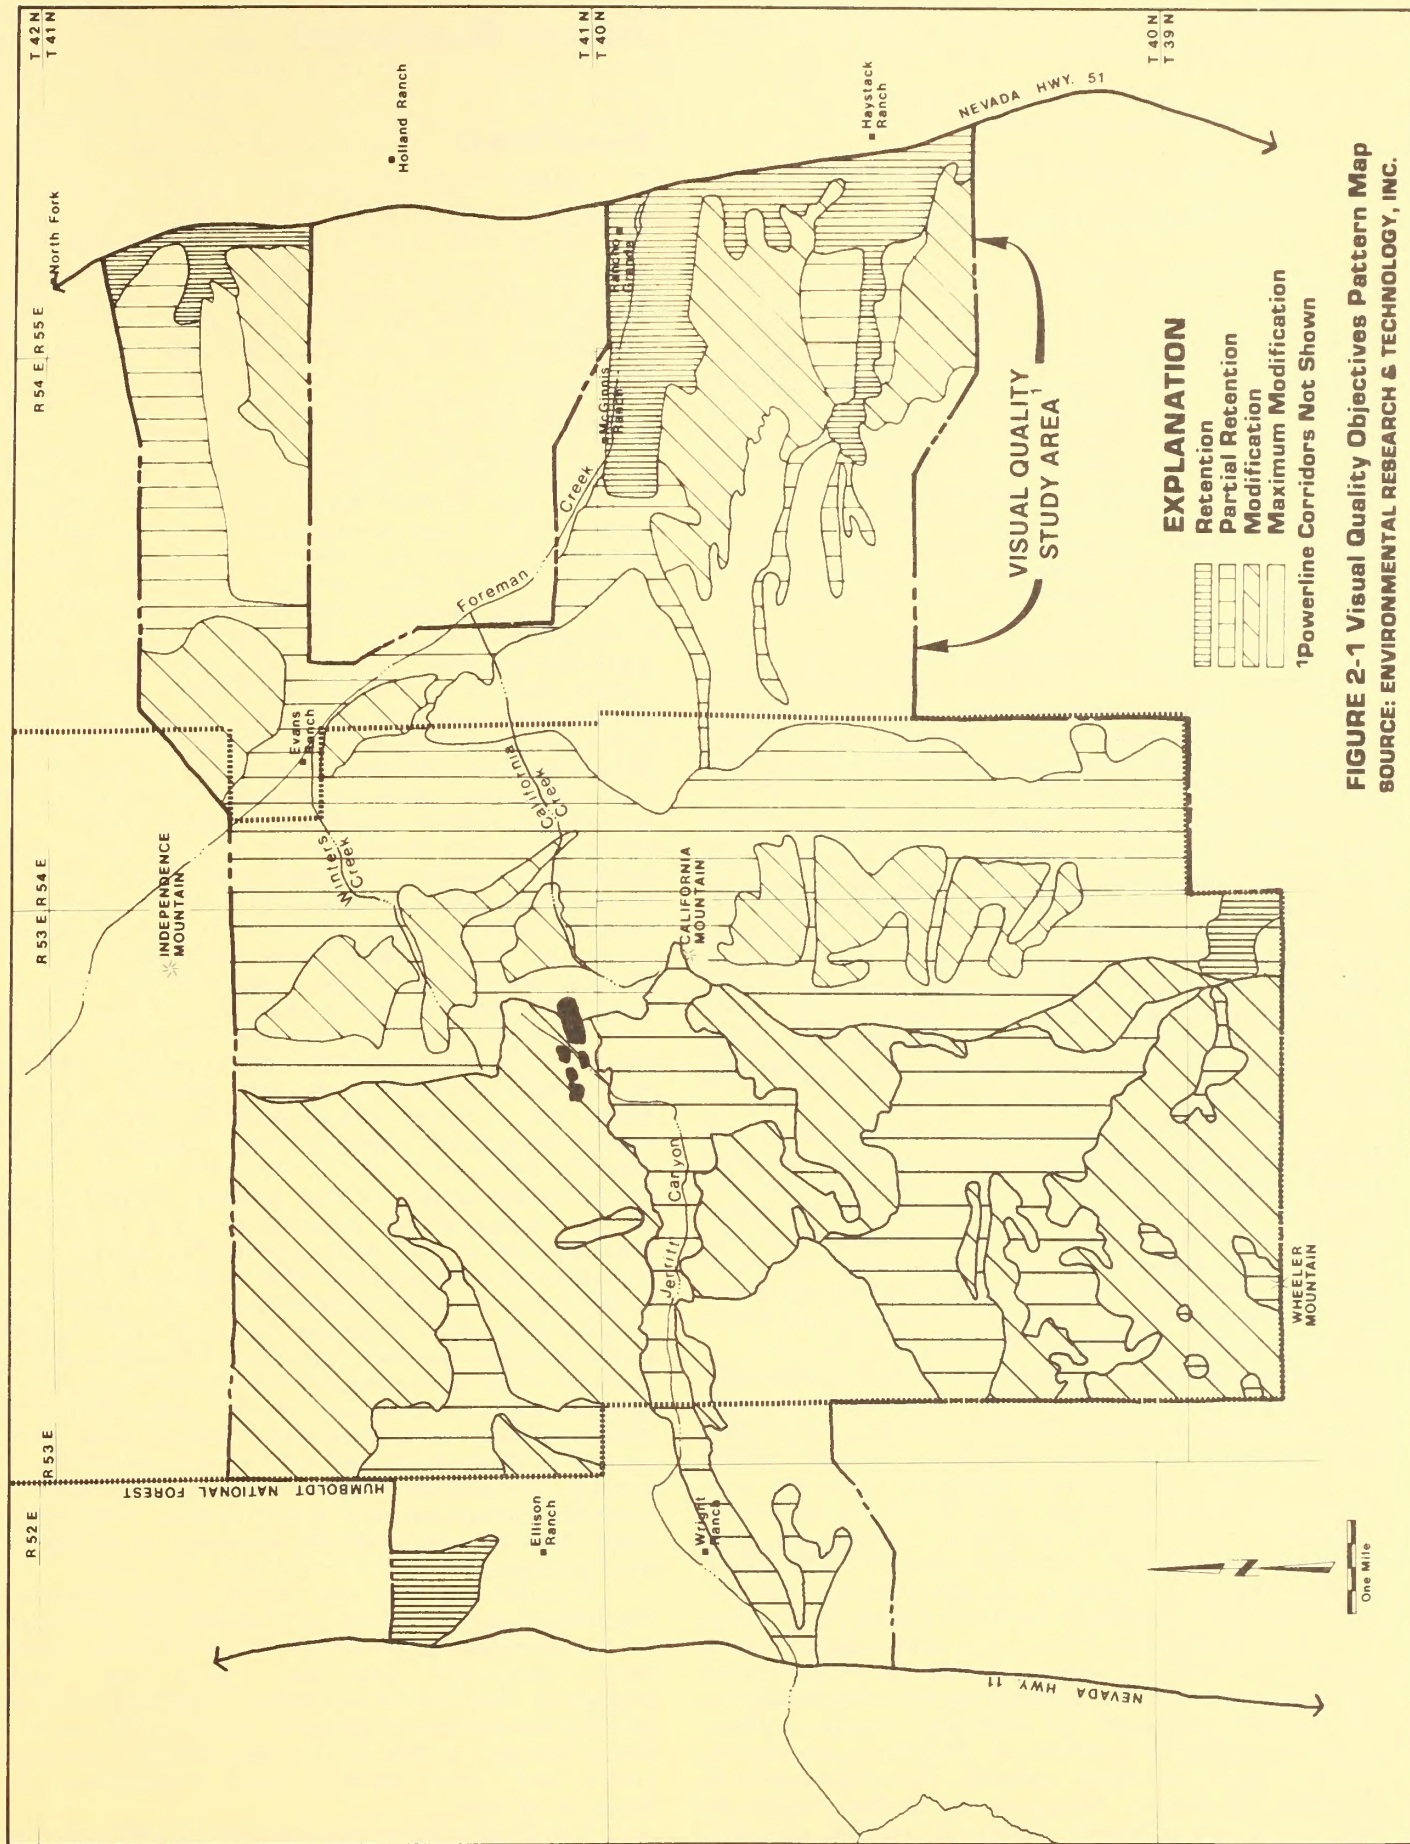 T 42 N
T 41 N
T 41 N
T 40 N
T 40 N
T 39 N
R 52 E
R 53 E
R 53 E R 54 E
R 54 E R 55 E
North Fork
Holland Ranch
Haystack
Ranch
NEVADA HWY. 51
Rancho
Grande
McGinnis
Ranch
Foreman Creek
Evans
Ranch
INDEPENDENCE
MOUNTAIN
Winters
Creek
California
Creek
CALIFORNIA
MOUNTAIN
Jerritt Canyon
HUMBOLDT NATIONAL FOREST
Ellison
Ranch
Wright
Ranch
NEVADA HWY. 11
WHEELER
MOUNTAIN
VISUAL QUALITY
STUDY AREA¹
EXPLANATION
Retention
Partial Retention
Modification
Maximum Modification
¹Powerline Corridors Not Shown
N
One Mile
FIGURE 2-1 Visual Quality Objectives Pattern Map
SOURCE: ENVIRONMENTAL RESEARCH & TECHNOLOGY, INC.